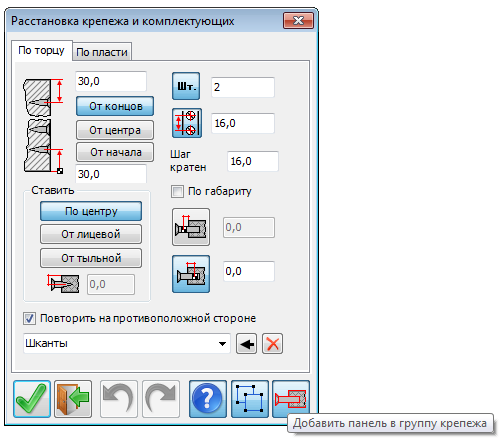 Расстановка крепежа и комплектующих
По торцу
По пласти
30,0
От концов
От центра
От начала
30,0
Шт.
2
16,0
Шаг
кратен
16,0
Ставить
По центру
От лицевой
От тыльной
0,0
По габариту
0,0
0,0
Повторить на противоположной стороне
Шканты
Добавить панель в группу крепежа